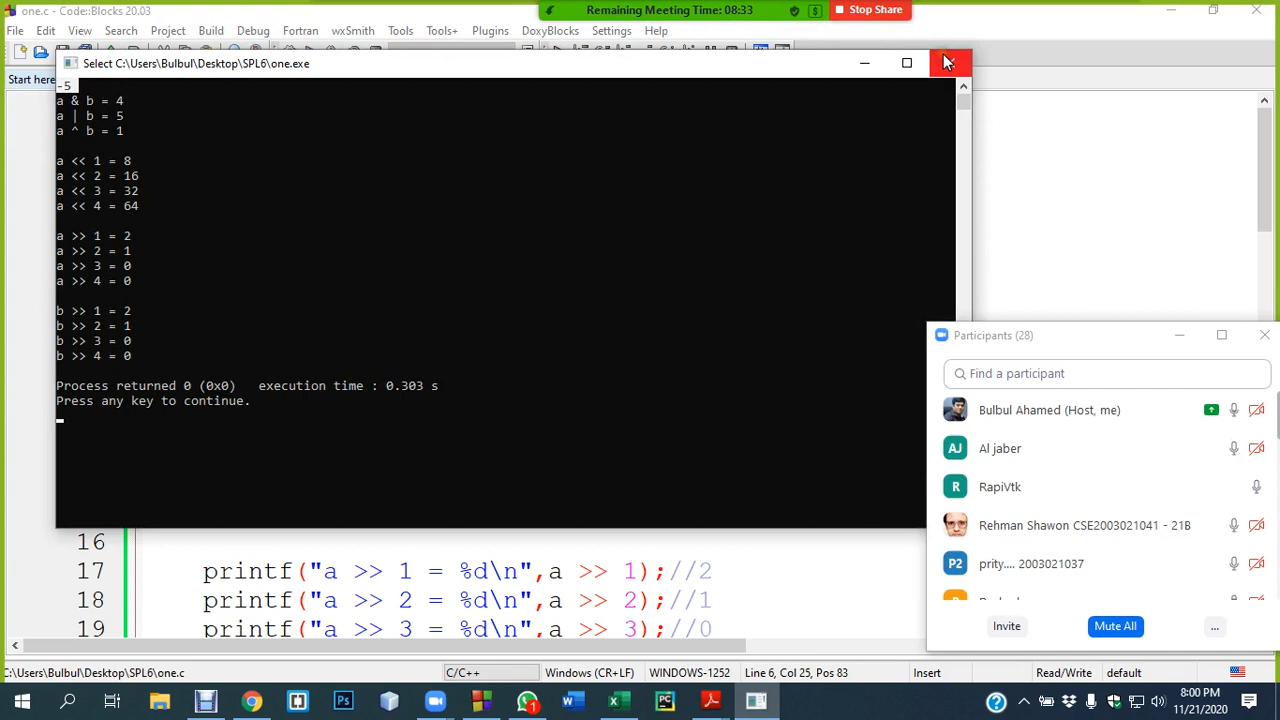 one.c - Code::Blocks 20.03
Remaining Meeting Time: 08:33
Stop Share
File Edit View Search Project Build Debug Fortran wxSmith Tools Tools+ Plugins DoxyBlocks Settings Help
Start here
Select C:\Users\Bulbul\Desktop\SPL6\one.exe
-5
a & b = 4
a | b = 5
a ^ b = 1
a << 1 = 8
a << 2 = 16
a << 3 = 32
a << 4 = 64
a >> 1 = 2
a >> 2 = 1
a >> 3 = 0
a >> 4 = 0
b >> 1 = 2
b >> 2 = 1
b >> 3 = 0
b >> 4 = 0
Process returned 0 (0x0) execution time : 0.303 s
Press any key to continue.
Participants (28)
Find a participant
Bulbul Ahamed (Host, me)
AJ Al jaber
R RapiVtk
Rehman Shawon CSE2003021041 - 21B
P2 prity.... 2003021037
Invite Mute All ...
16
17 printf("a >> 1 = %d\n",a >> 1);//2
18 printf("a >> 2 = %d\n",a >> 2);//1
19 printf("a >> 3 = %d\n",a >> 3);//0
C:\Users\Bulbul\Desktop\SPL6\one.c C/C++ Windows (CR+LF) WINDOWS-1252 Line 6, Col 25, Pos 83 Insert Read/Write default
8:00 PM
11/21/2020